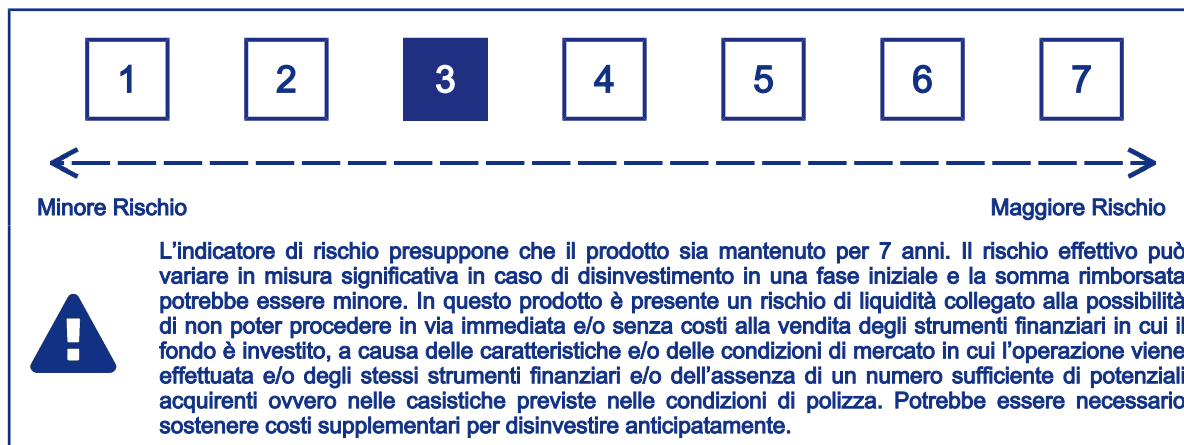 1 2 3 4 5 6 7
Minore Rischio Maggiore Rischio
L'indicatore di rischio presuppone che il prodotto sia mantenuto per 7 anni. Il rischio effettivo può
variare in misura significativa in caso di disinvestimento in una fase iniziale e la somma rimborsata
potrebbe essere minore. In questo prodotto è presente un rischio di liquidità collegato alla possibilità
di non poter procedere in via immediata e/o senza costi alla vendita degli strumenti finanziari in cui il
fondo è investito, a causa delle caratteristiche e/o delle condizioni di mercato in cui l'operazione viene
effettuata e/o degli stessi strumenti finanziari e/o dell'assenza di un numero sufficiente di potenziali
acquirenti ovvero nelle casistiche previste nelle condizioni di polizza. Potrebbe essere necessario
sostenere costi supplementari per disinvestire anticipatamente.